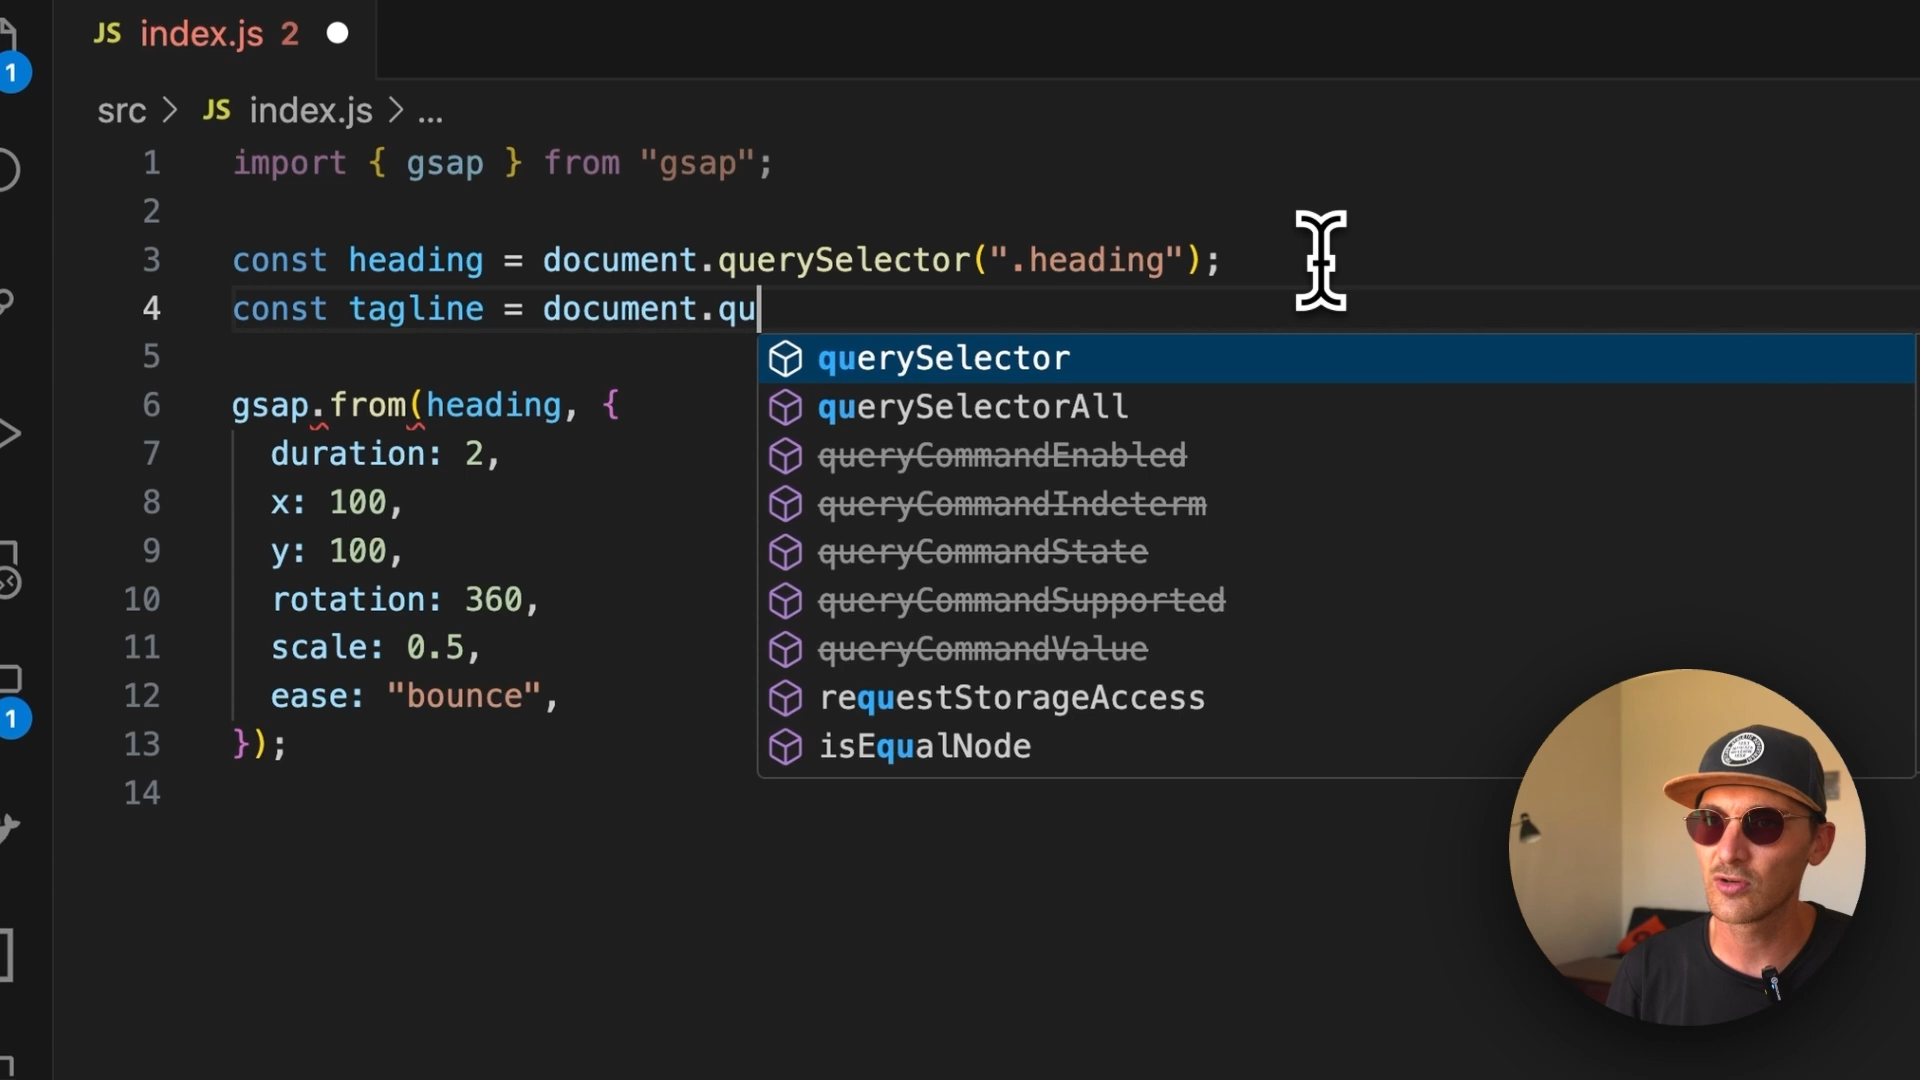 JS index.js 2
1
src > JS index.js > ...
1 import { gsap } from "gsap";
2
3 const heading = document.querySelector(".heading");
4 const tagline = document.qu
5
querySelector
querySelectorAll
queryCommandEnabled
queryCommandIndeterm
queryCommandState
queryCommandSupported
queryCommandValue
requestStorageAccess
isEqualNode
6 gsap.from(heading, {
7 duration: 2,
8 x: 100,
9 y: 100,
10 rotation: 360,
11 scale: 0.5,
1
12 ease: "bounce",
13 });
14